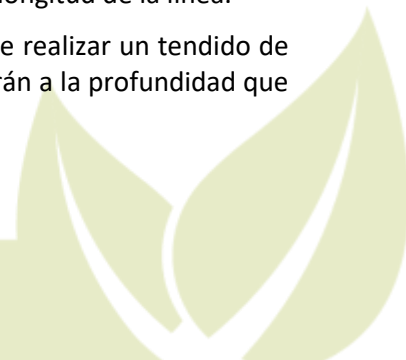 longitud de la línea.
e realizar un tendido de
rán a la profundidad que